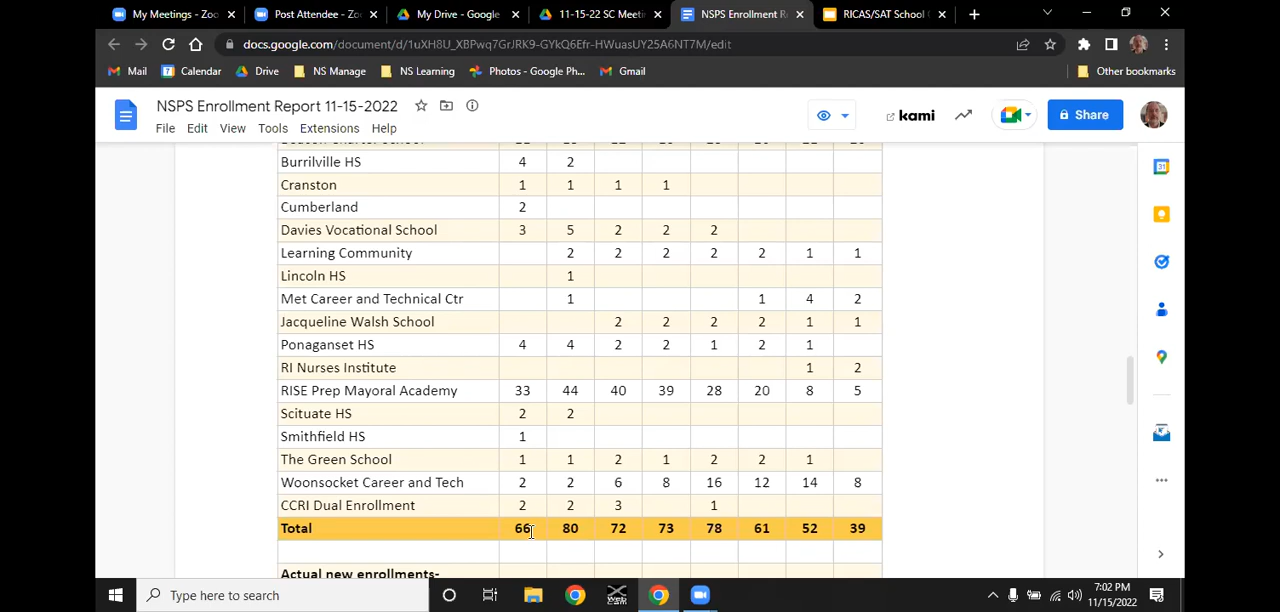 My Meetings - Zoo
Post Attendee - Zo
My Drive - Google
11-15-22 SC Meeti
NSPS Enrollment R
RICAS/SAT School
docs.google.com/document/d/1uXH8U_XBPwq7GrJRK9-GYkQ6Efr-HWuasUY25A6NT7M/edit
Mail Calendar Drive NS Manage NS Learning Photos - Google Ph... Gmail Other bookmarks
NSPS Enrollment Report 11-15-2022
kami
Share
File Edit View Tools Extensions Help
Burrilville HS 4 2
Cranston 1 1 1 1
Cumberland 2
Davies Vocational School 3 5 2 2 2
Learning Community 2 2 2 2 2 1 1
Lincoln HS 1
Met Career and Technical Ctr 1 1 4 2
Jacqueline Walsh School 2 2 2 2 1 1
Ponaganset HS 4 4 2 2 1 2 1
RI Nurses Institute 1 2
RISE Prep Mayoral Academy 33 44 40 39 28 20 8 5
Scituate HS 2 2
Smithfield HS 1
The Green School 1 1 2 1 2 2 1
Woonsocket Career and Tech 2 2 6 8 16 12 14 8
CCRI Dual Enrollment 2 2 3 1
Total 66 80 72 73 78 61 52 39
Actual new enrollments-
Type here to search
7:02 PM
11/15/2022